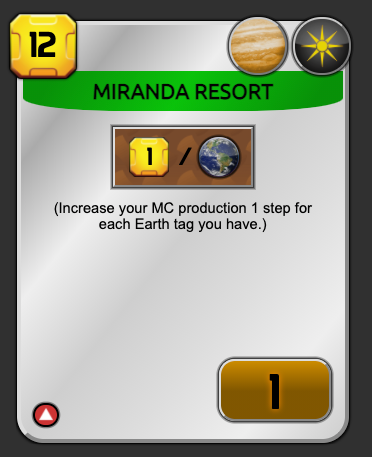 12
MIRANDA RESORT
1 /
(Increase your MC production 1 step for
each Earth tag you have.)
1